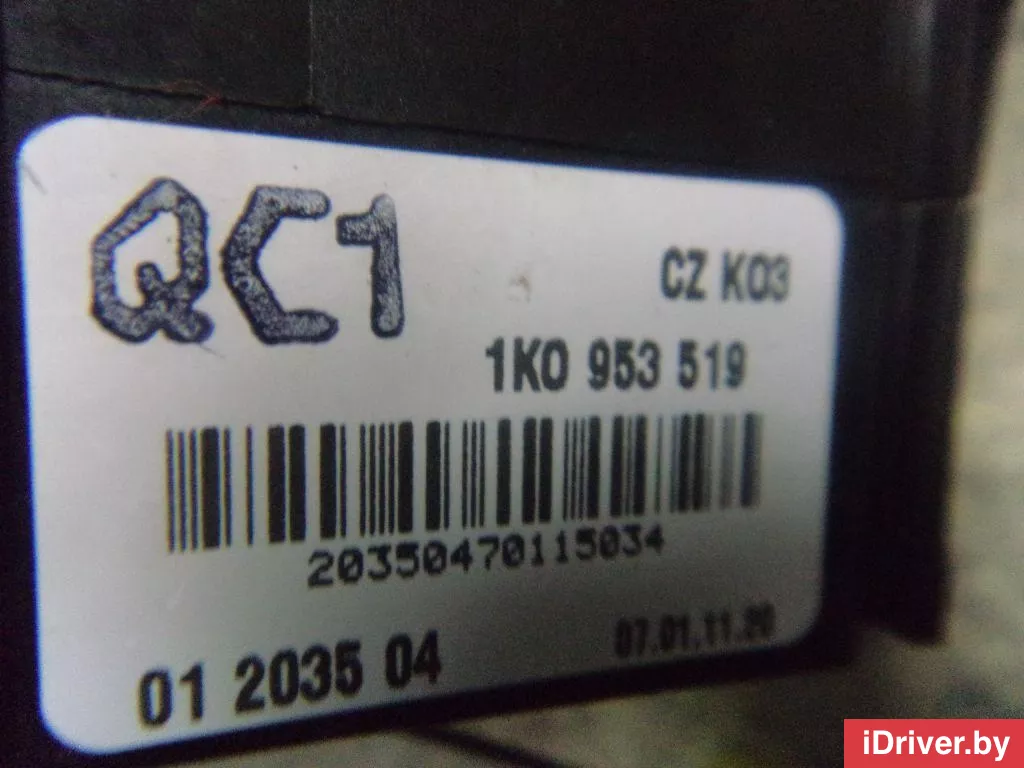 QC1
CZ K03
1K0 953 519
20350470115034
01 2035 04
07.01.11.20
iDriver.by